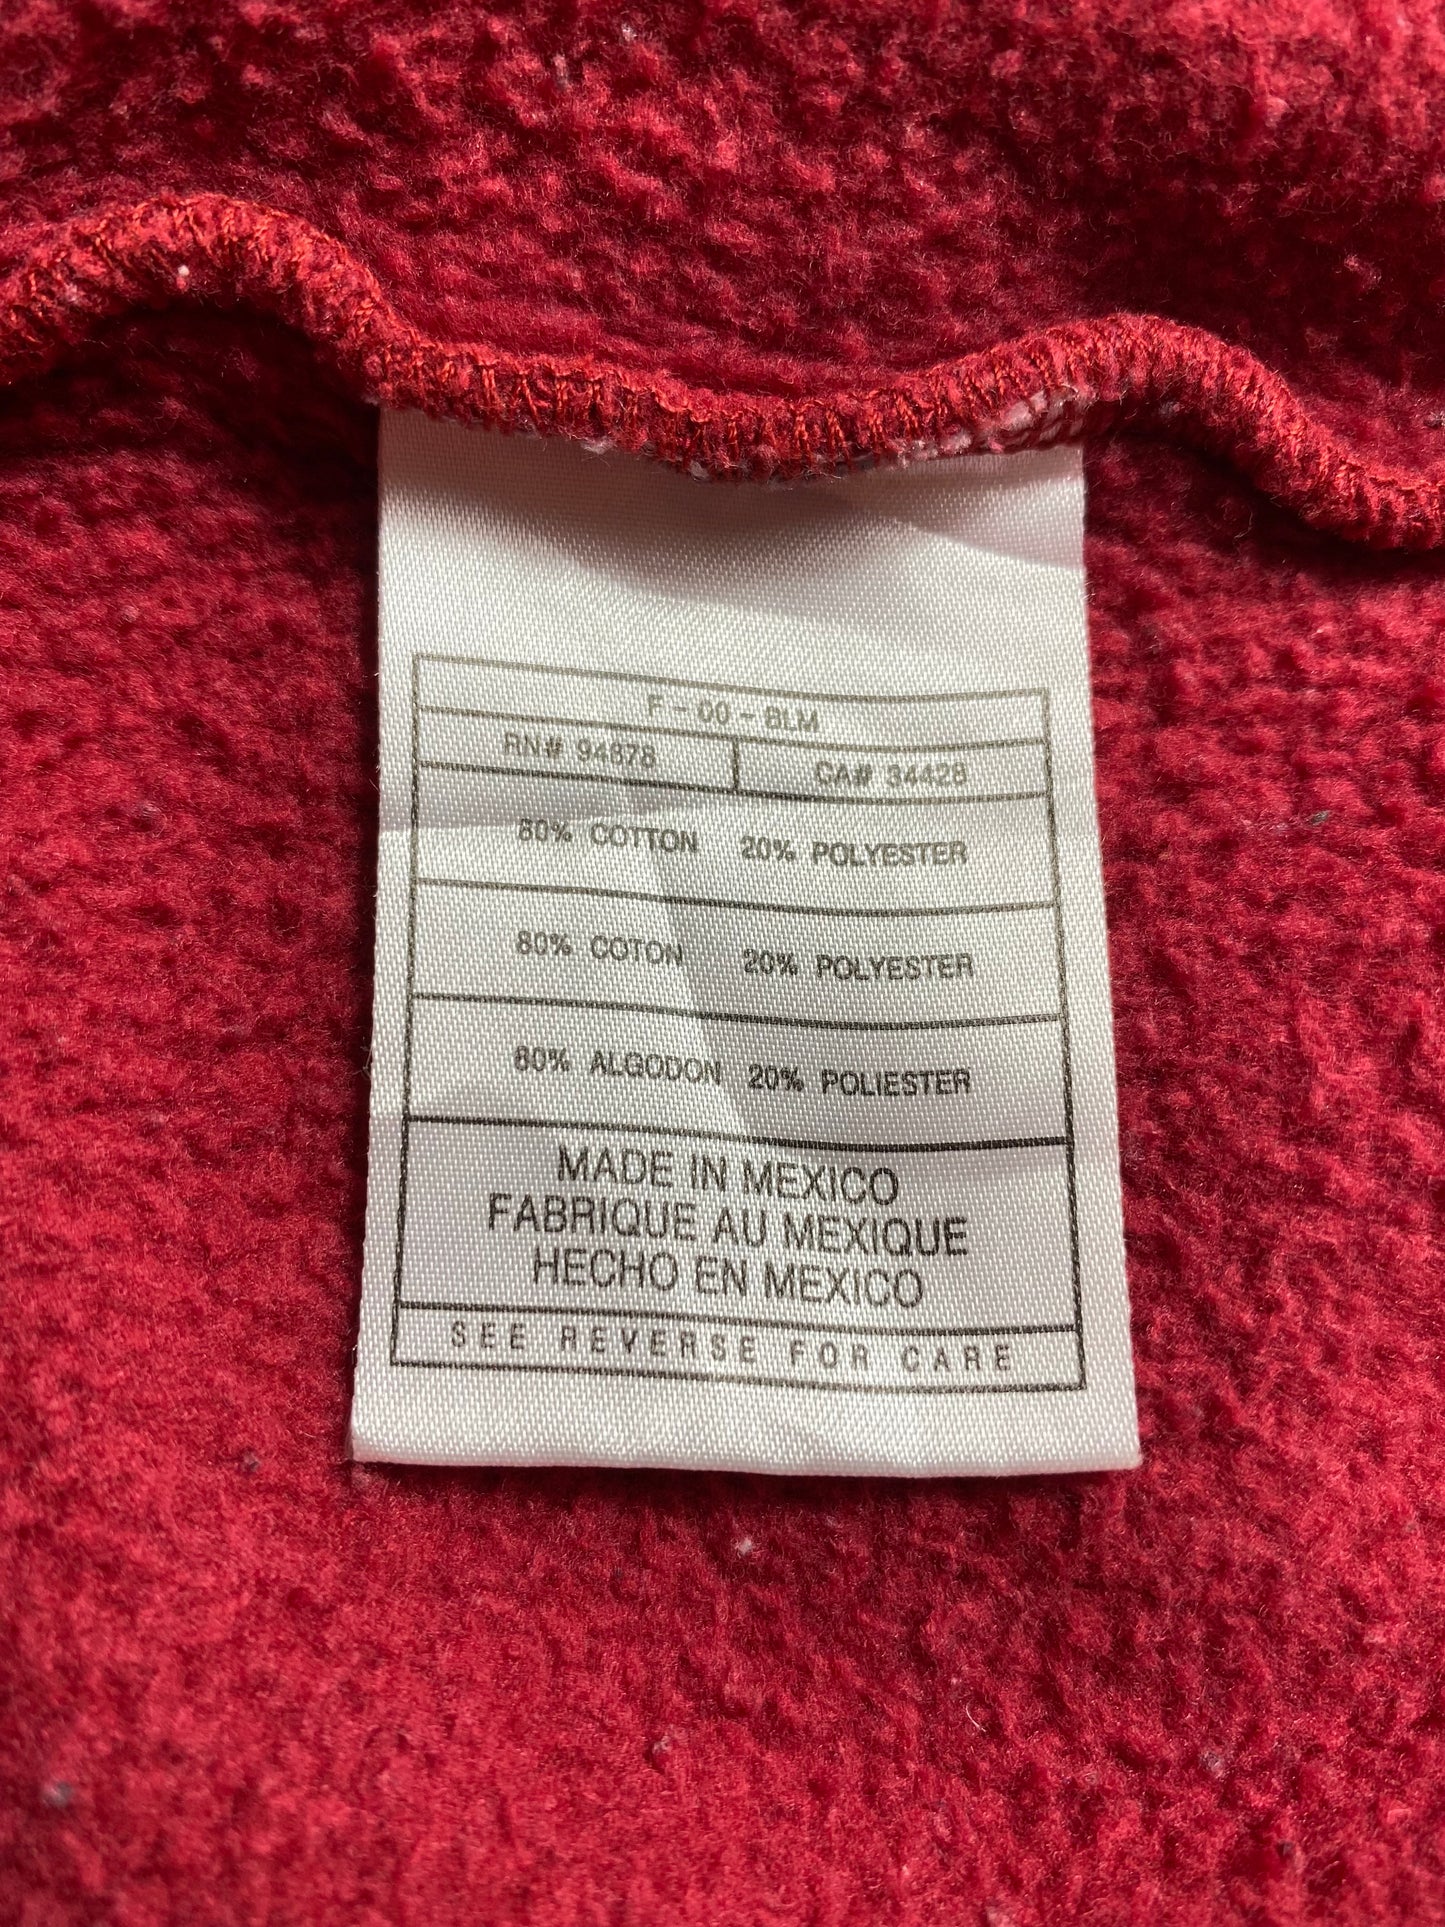 F - 00 - BLM
RN# 94878 CA# 34428
80% COTTON 20% POLYESTER
80% COTON 20% POLYESTER
80% ALGODON 20% POLIESTER
MADE IN MEXICO
FABRIQUE AU MEXIQUE
HECHO EN MEXICO
SEE REVERSE FOR CARE